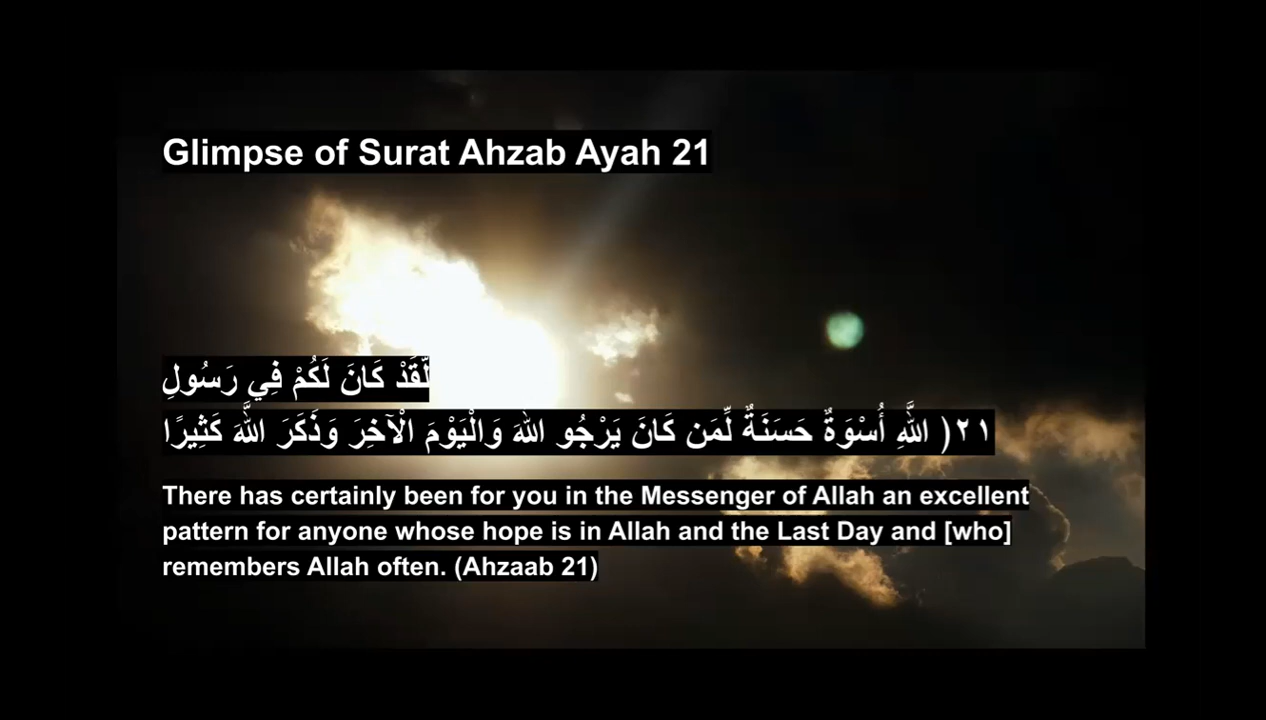 Glimpse of Surat Ahzab Ayah 21
لَّقَدْ كَانَ لَكُمْ فِي رَسُولِ
٢١( اللَّهِ أُسْوَةٌ حَسَنَةٌ لِّمَن كَانَ يَرْجُو اللهَ وَالْيَوْمَ الْآخِرَ وَذَكَرَ اللَّهَ كَثِيرًا
There has certainly been for you in the Messenger of Allah an excellent
pattern for anyone whose hope is in Allah and the Last Day and [who]
remembers Allah often. (Ahzaab 21)